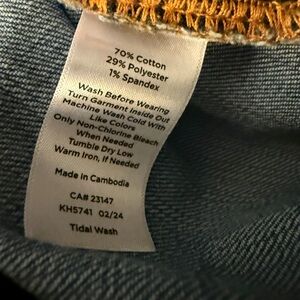 70% Cotton
29% Polyester
1% Spandex
Wash Before Wearing
Turn Garment Inside Out
Machine Wash Cold With
Like Colors
Only Non-Chlorine Bleach
When Needed
Tumble Dry Low
Warm Iron, If Needed
Made in Cambodia
CA# 23147
KH5741 02/24
Tidal Wash